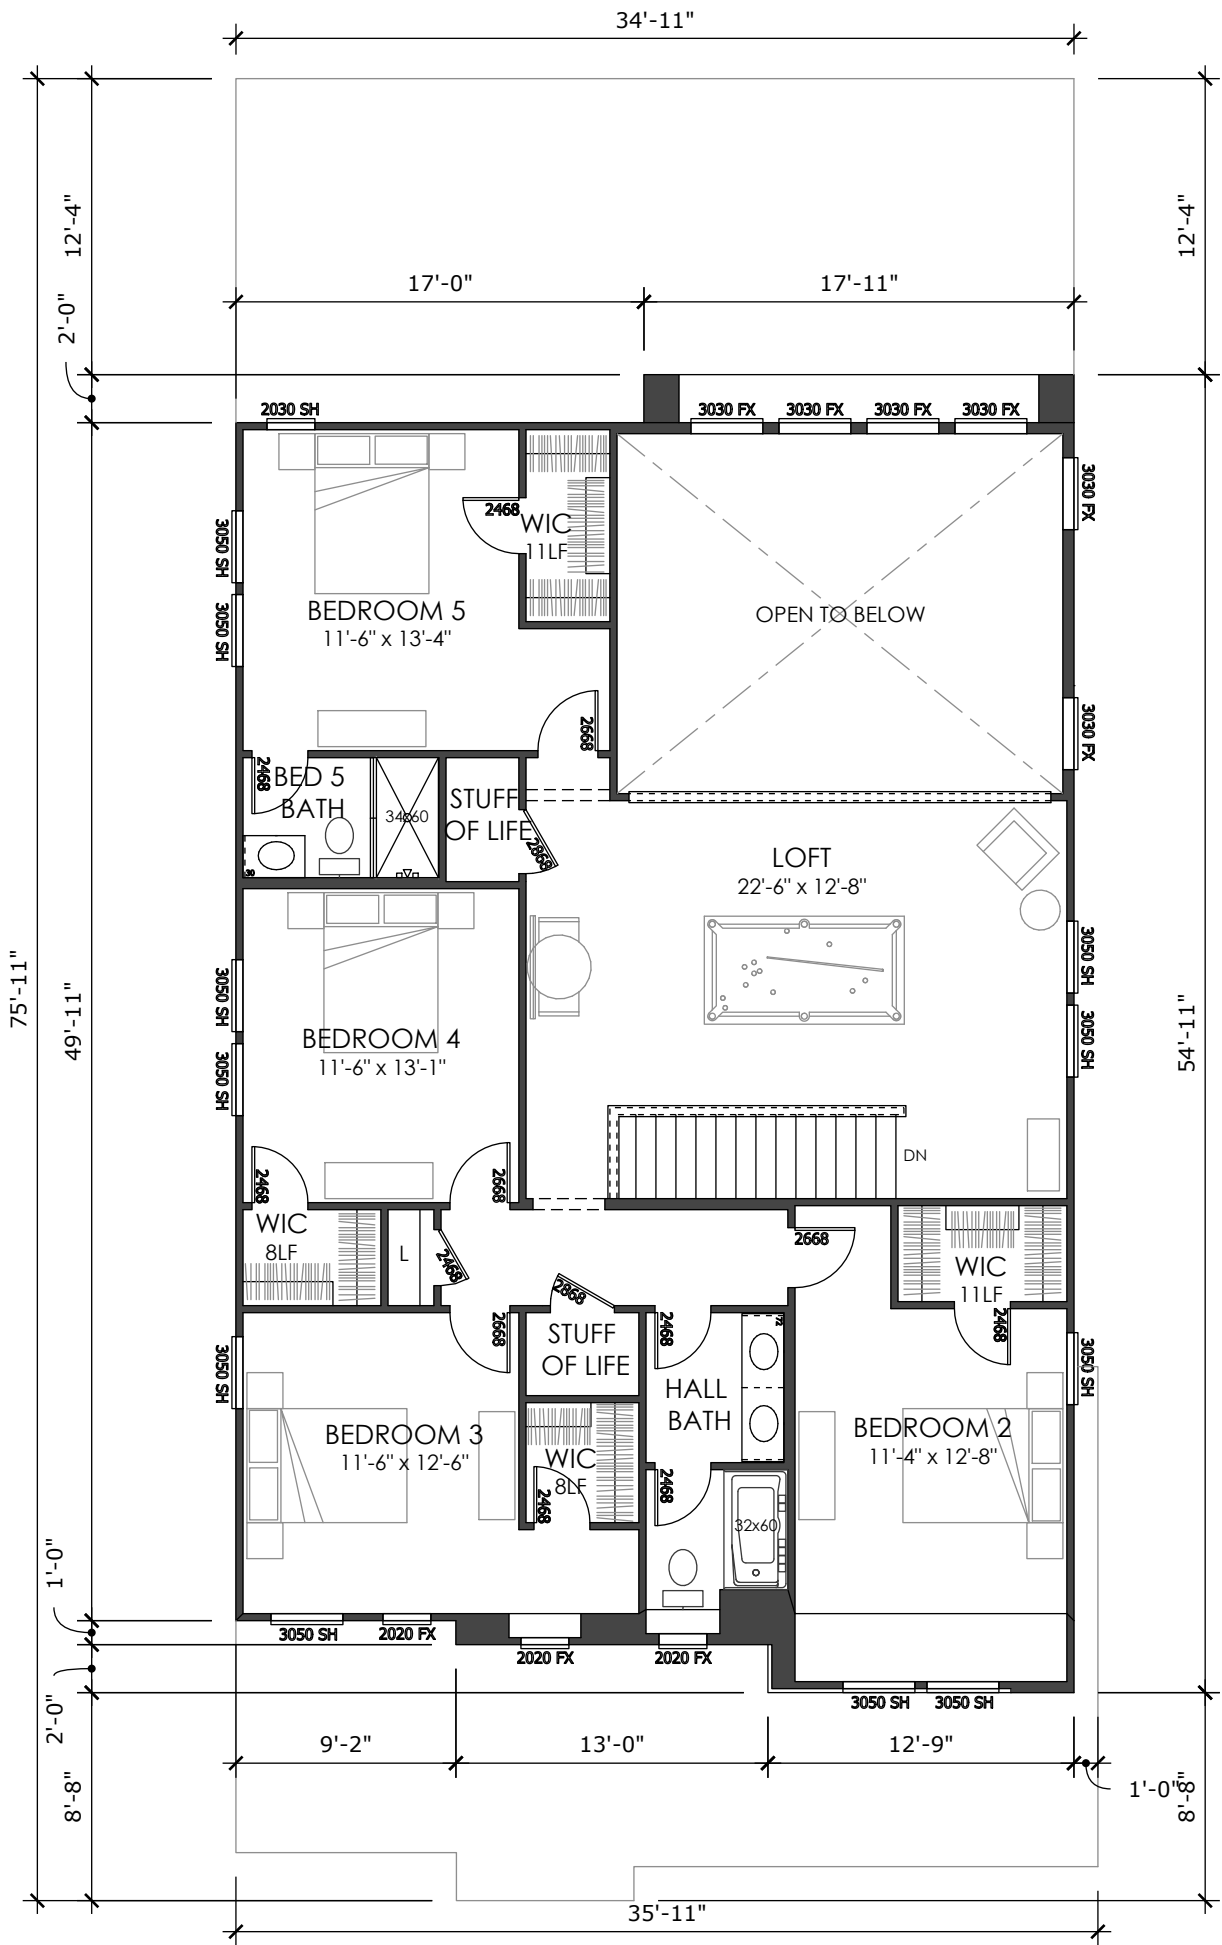 34'-11"
12'-4"
12'-4"
17'-0"
17'-11"
2'-0"
2030 SH
3030 FX
3030 FX
3030 FX
3030 FX
3030 FX
2468
WIC
11LF
3050 SH
3050 SH
BEDROOM 5
11'-6" x 13'-4"
OPEN TO BELOW
2668
3030 FX
2468
BED 5
BATH
34x60
30
STUFF
OF LIFE
2868
LOFT
22'-6" x 12'-8"
75'-11"
49'-11"
54'-11"
3050 SH
3050 SH
3050 SH
3050 SH
BEDROOM 4
11'-6" x 13'-1"
DN
2468
2668
WIC
8LF
L
2468
2668
WIC
11LF
2868
2668
STUFF
OF LIFE
2468
72
2468
3050 SH
3050 SH
HALL
BATH
BEDROOM 3
11'-6" x 12'-6"
BEDROOM 2
11'-4" x 12'-8"
WIC
8LF
2468
2468
32x60
1'-0"
3050 SH
2020 FX
2020 FX
2020 FX
3050 SH
3050 SH
2'-0"
9'-2"
13'-0"
12'-9"
1'-0"
8'-8"
8'-8"
35'-11"